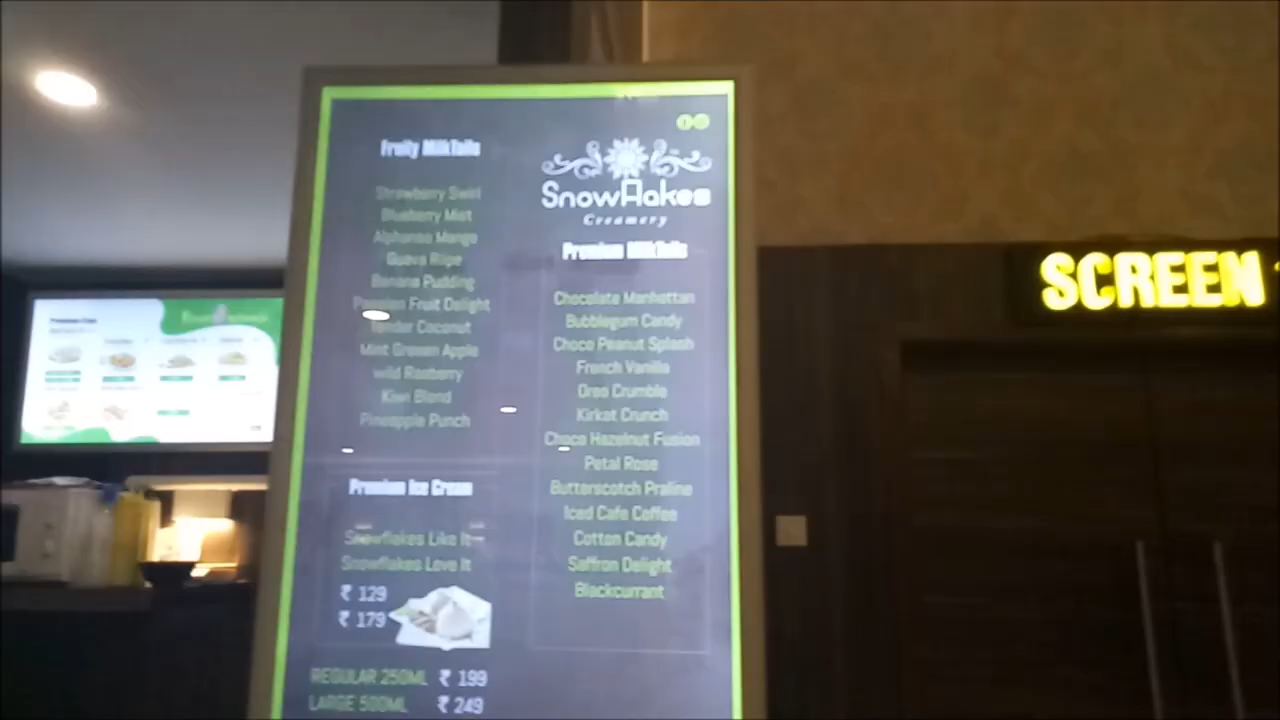 Fruity MilkTails
Strawberry Swirl
Blueberry Mist
Alphonso Mango
Guava Ripe
Banana Pudding
Passion Fruit Delight
Tender Coconut
Mint Green Apple
wild Rasberry
Kiwi Blend
Pineapple Punch
Premium Ice Cream
Snowflakes Like It
Snowflakes Love It
₹ 129
₹ 179
REGULAR 250ML ₹ 199
LARGE 500ML ₹ 249
Snowflakes
Creamery
Premium MilkTails
Chocolate Manhattan
Bubblegum Candy
Choco Peanut Splash
French Vanilla
Oreo Crumble
Kitkat Crunch
Choco Hazelnut Fusion
Petal Rose
Butterscotch Praline
Iced Cafe Coffee
Cotton Candy
Saffron Delight
Blackcurrant
SCREEN